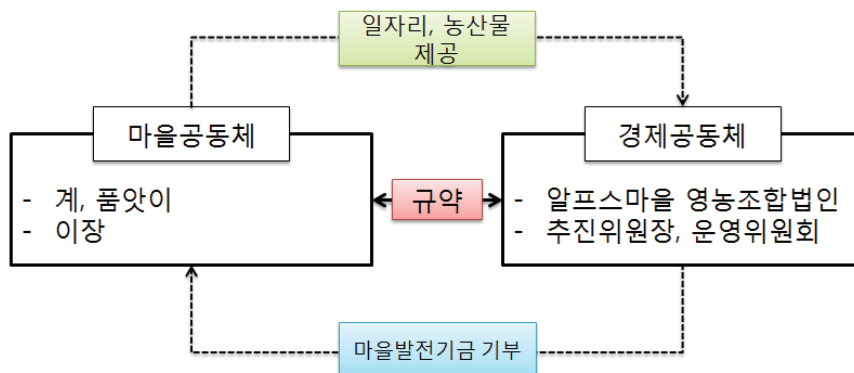 일자리, 농산물
제공
마을공동체
경제공동체
- 계, 품앗이
- 이장
규약
- 알프스마을 영농조합법인
- 추진위원장, 운영위원회
마을발전기금 기부